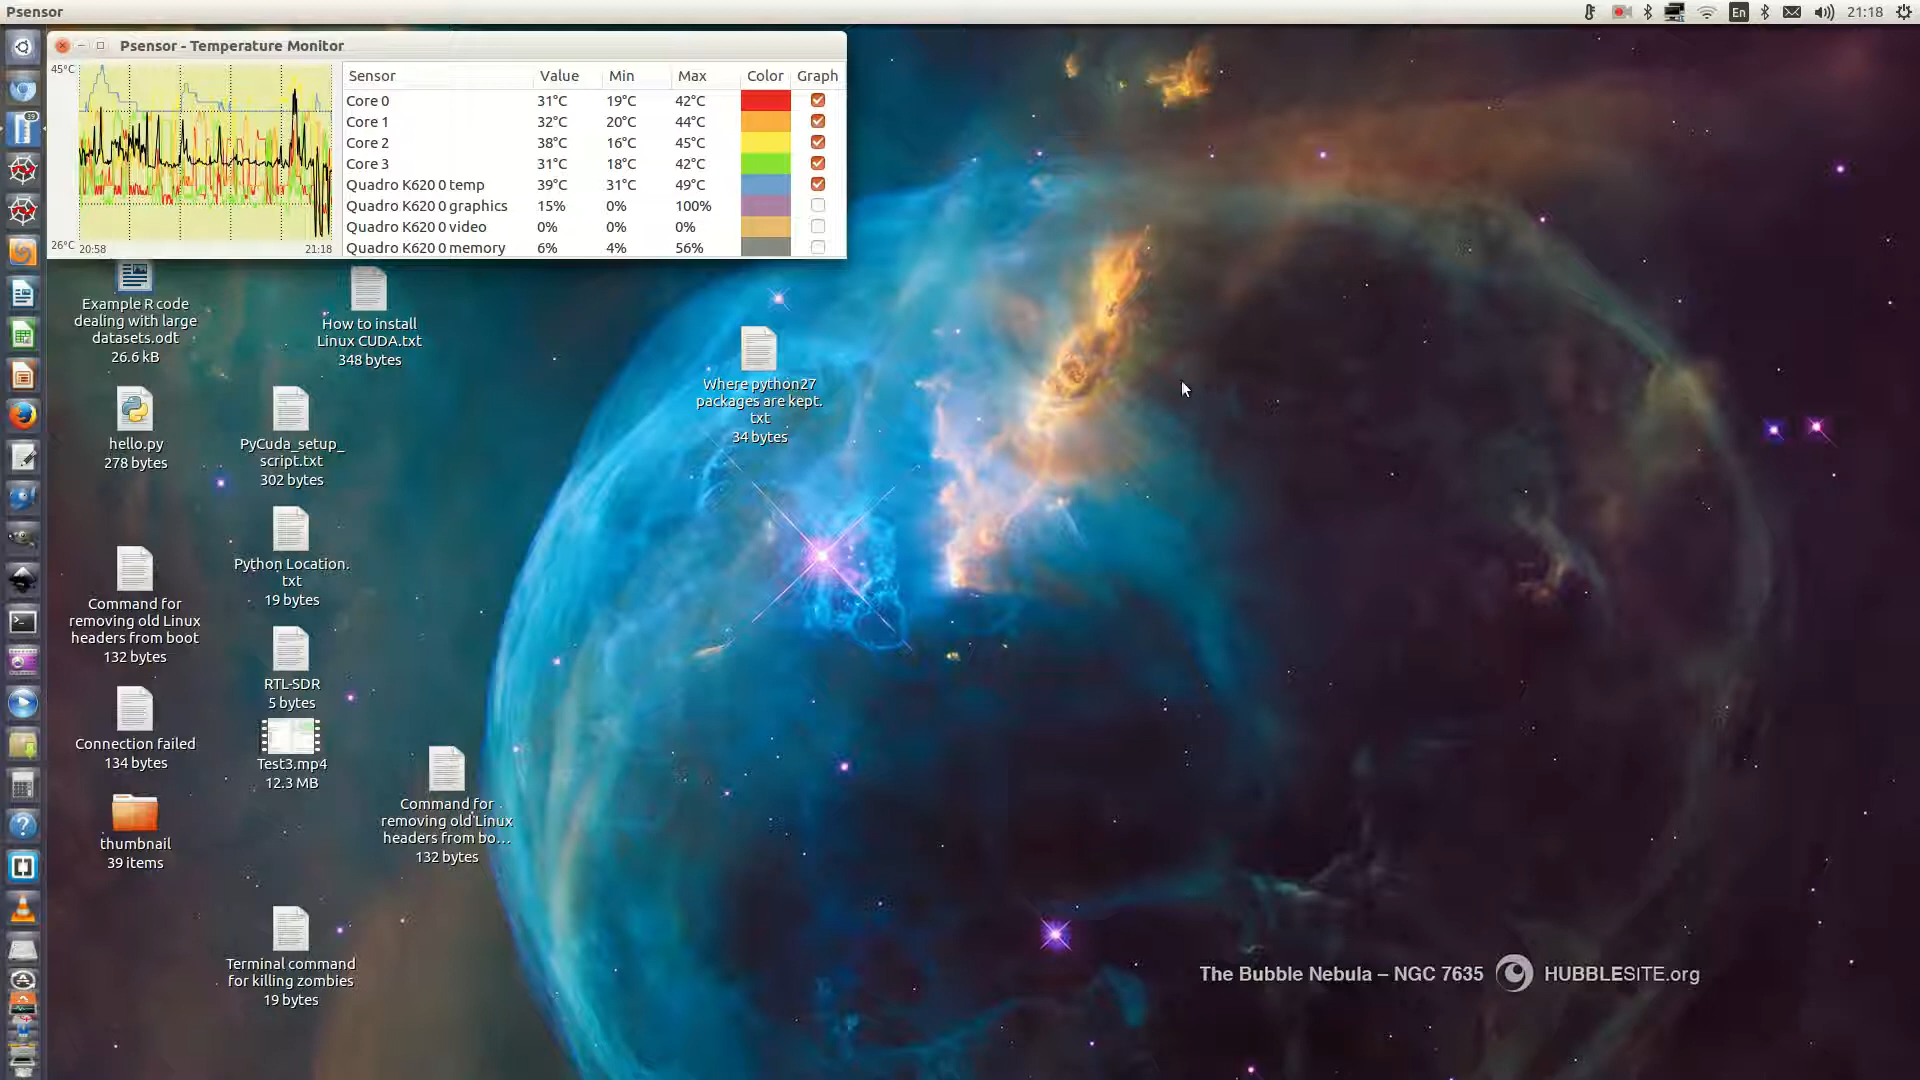 Psensor
En
21:18
Psensor - Temperature Monitor
45°C
26°C
20:58
21:18
Sensor Value Min Max Color Graph
Core 0 31°C 19°C 42°C
Core 1 32°C 20°C 44°C
Core 2 38°C 16°C 45°C
Core 3 31°C 18°C 42°C
Quadro K620 0 temp 39°C 31°C 49°C
Quadro K620 0 graphics 15% 0% 100%
Quadro K620 0 video 0% 0% 0%
Quadro K620 0 memory 6% 4% 56%
39
Example R code
dealing with large
datasets.odt
26.6 kB
How to install
Linux CUDA.txt
348 bytes
Where python27
packages are kept.
txt
34 bytes
hello.py
278 bytes
PyCuda_setup_
script.txt
302 bytes
Python Location.
txt
19 bytes
Command for
removing old Linux
headers from boot
132 bytes
RTL-SDR
5 bytes
Connection failed
134 bytes
Test3.mp4
12.3 MB
Command for
removing old Linux
headers from bo...
132 bytes
thumbnail
39 items
Terminal command
for killing zombies
19 bytes
The Bubble Nebula – NGC 7635 HUBBLESITE.org